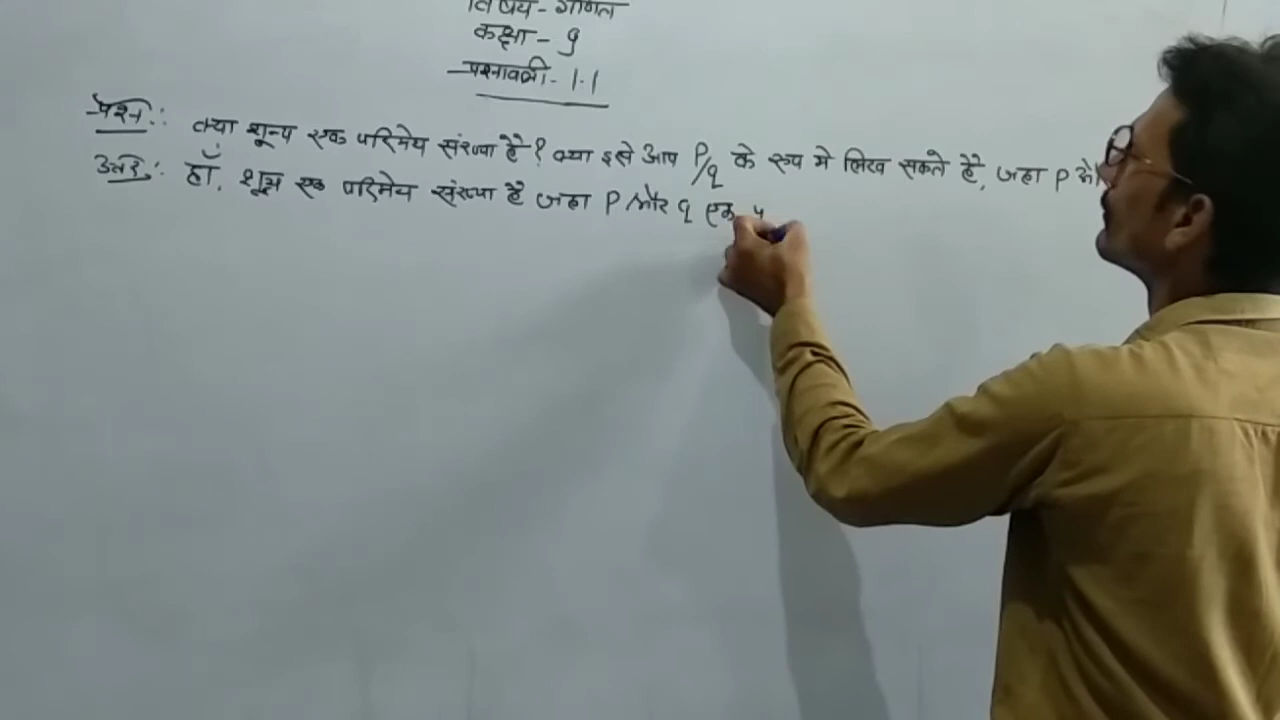 विषय - गणित
कक्षा - 9
प्रश्नावली - 1.1
प्रश्न :: क्या शून्य एक परिमेय संख्या है? क्या इसे आप P/q के रूप मे लिख सकते है, जहा P औ
उत्तर :: हाँ, शून्य एक परिमेय संख्या है जहा P और q एक